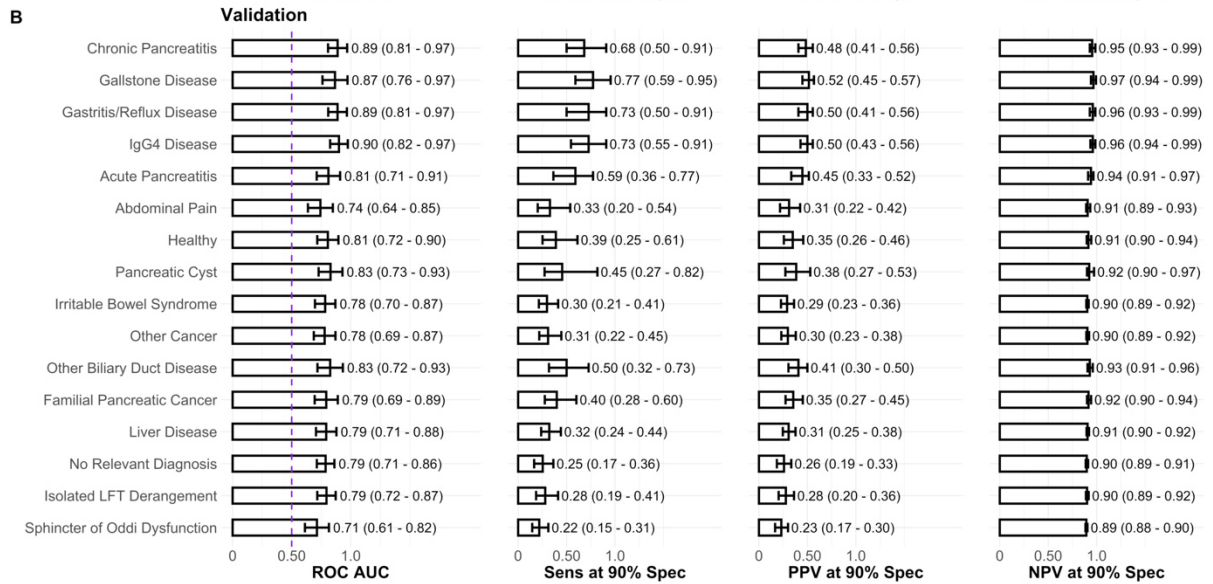 B
Validation
Chronic Pancreatitis 0.89 (0.81 - 0.97) 0.68 (0.50 - 0.91) 0.48 (0.41 - 0.56) 0.95 (0.93 - 0.99)
Gallstone Disease 0.87 (0.76 - 0.97) 0.77 (0.59 - 0.95) 0.52 (0.45 - 0.57) 0.97 (0.94 - 0.99)
Gastritis/Reflux Disease 0.89 (0.81 - 0.97) 0.73 (0.50 - 0.91) 0.50 (0.41 - 0.56) 0.96 (0.93 - 0.99)
IgG4 Disease 0.90 (0.82 - 0.97) 0.73 (0.55 - 0.91) 0.50 (0.43 - 0.56) 0.96 (0.94 - 0.99)
Acute Pancreatitis 0.81 (0.71 - 0.91) 0.59 (0.36 - 0.77) 0.45 (0.33 - 0.52) 0.94 (0.91 - 0.97)
Abdominal Pain 0.74 (0.64 - 0.85) 0.33 (0.20 - 0.54) 0.31 (0.22 - 0.42) 0.91 (0.89 - 0.93)
Healthy 0.81 (0.72 - 0.90) 0.39 (0.25 - 0.61) 0.35 (0.26 - 0.46) 0.91 (0.90 - 0.94)
Pancreatic Cyst 0.83 (0.73 - 0.93) 0.45 (0.27 - 0.82) 0.38 (0.27 - 0.53) 0.92 (0.90 - 0.97)
Irritable Bowel Syndrome 0.78 (0.70 - 0.87) 0.30 (0.21 - 0.41) 0.29 (0.23 - 0.36) 0.90 (0.89 - 0.92)
Other Cancer 0.78 (0.69 - 0.87) 0.31 (0.22 - 0.45) 0.30 (0.23 - 0.38) 0.90 (0.89 - 0.92)
Other Biliary Duct Disease 0.83 (0.72 - 0.93) 0.50 (0.32 - 0.73) 0.41 (0.30 - 0.50) 0.93 (0.91 - 0.96)
Familial Pancreatic Cancer 0.79 (0.69 - 0.89) 0.40 (0.28 - 0.60) 0.35 (0.27 - 0.45) 0.92 (0.90 - 0.94)
Liver Disease 0.79 (0.71 - 0.88) 0.32 (0.24 - 0.44) 0.31 (0.25 - 0.38) 0.91 (0.90 - 0.92)
No Relevant Diagnosis 0.79 (0.71 - 0.86) 0.25 (0.17 - 0.36) 0.26 (0.19 - 0.33) 0.90 (0.89 - 0.91)
Isolated LFT Derangement 0.79 (0.72 - 0.87) 0.28 (0.19 - 0.41) 0.28 (0.20 - 0.36) 0.90 (0.89 - 0.92)
Sphincter of Oddi Dysfunction 0.71 (0.61 - 0.82) 0.22 (0.15 - 0.31) 0.23 (0.17 - 0.30) 0.89 (0.88 - 0.90)
0 0.50 1.0 0 0.50 1.0 0 0.50 1.0 0 0.50 1.0
ROC AUC Sens at 90% Spec PPV at 90% Spec NPV at 90% Spec